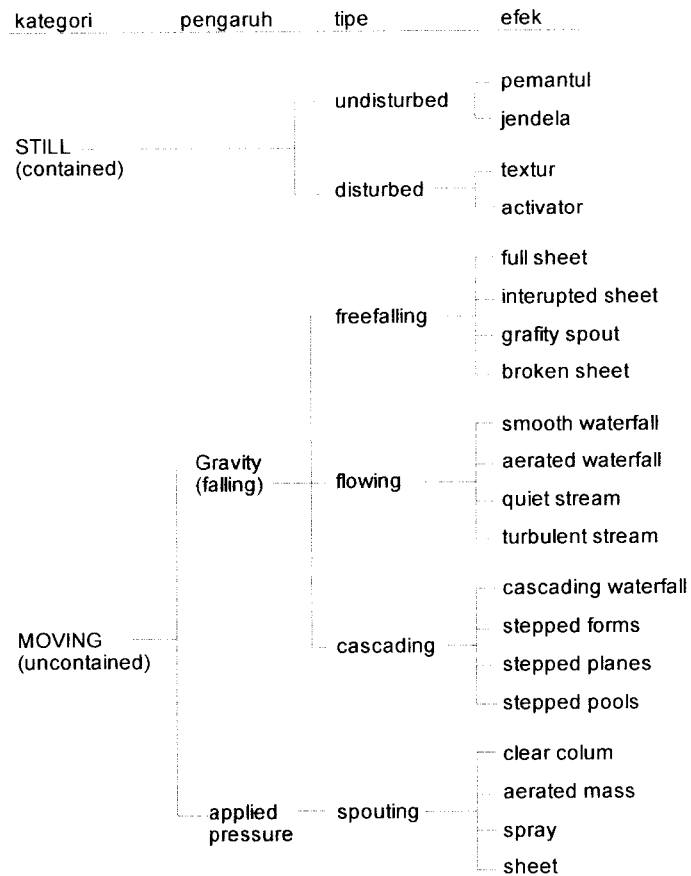 kategori pengaruh tipe efek
undisturbed
pemantul
jendela
STILL
(contained)
disturbed
textur
activator
freefalling
full sheet
interupted sheet
grafity spout
broken sheet
Gravity
(falling)
flowing
smooth waterfall
aerated waterfall
quiet stream
turbulent stream
MOVING
(uncontained)
cascading
cascading waterfall
stepped forms
stepped planes
stepped pools
applied
pressure
spouting
clear colum
aerated mass
spray
sheet